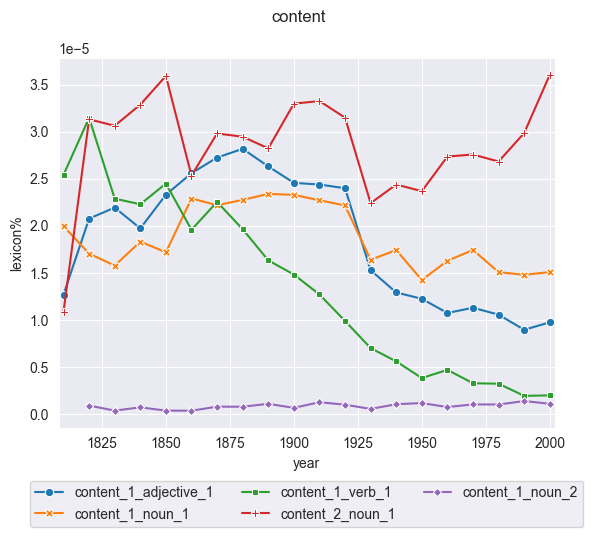 content
1e−5
3.5
3.0
2.5
2.0
1.5
1.0
0.5
0.0
lexicon%
1825 1850 1875 1900 1925 1950 1975 2000
year
content_1_adjective_1 content_1_verb_1 content_1_noun_2
content_1_noun_1 content_2_noun_1